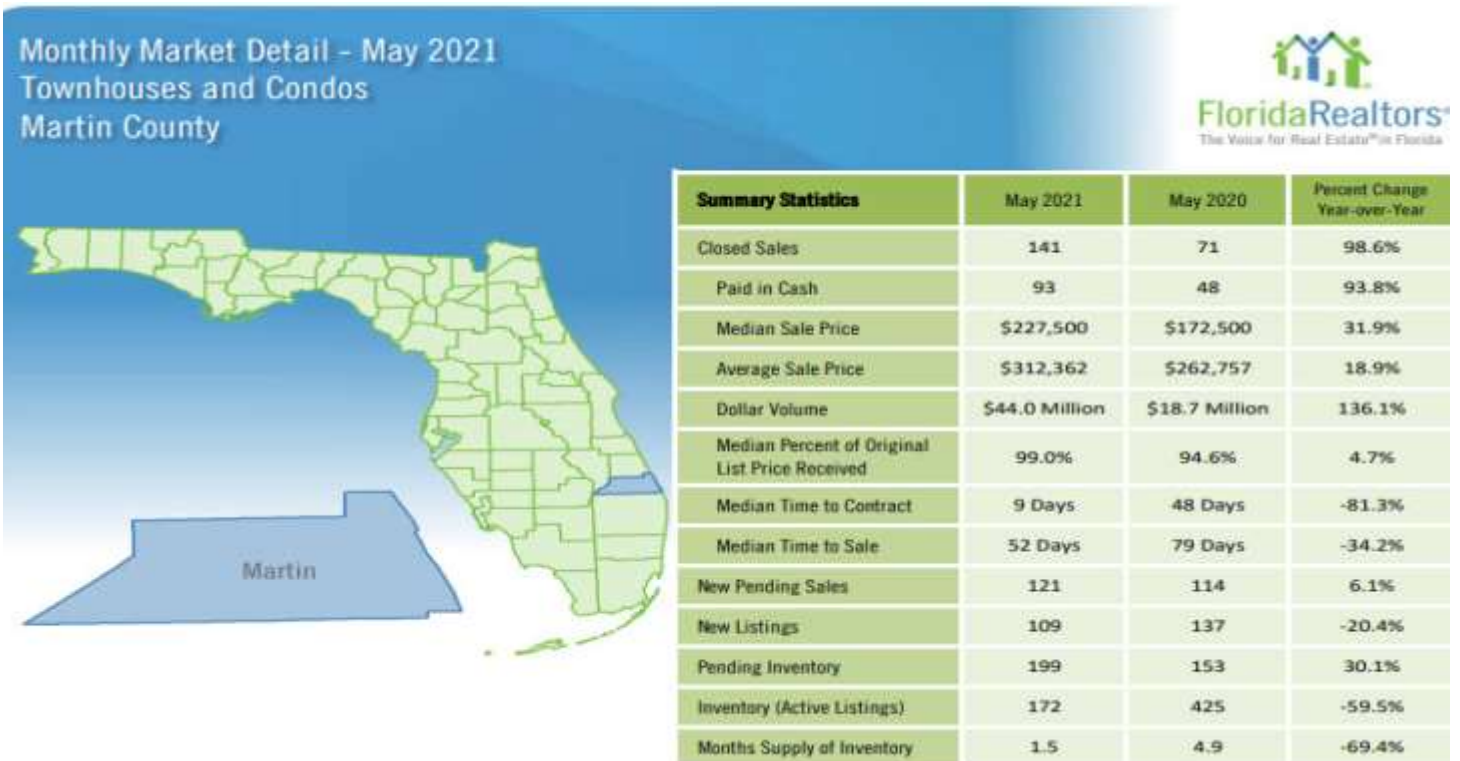 Monthly Market Detail - May 2021
Townhouses and Condos
Martin County
FloridaRealtors®
The Voice for Real Estate™ in Florida
Summary Statistics May 2021 May 2020 Percent Change Year-over-Year
Closed Sales 141 71 98.6%
Paid in Cash 93 48 93.8%
Median Sale Price $227,500 $172,500 31.9%
Average Sale Price $312,362 $262,757 18.9%
Dollar Volume $44.0 Million $18.7 Million 136.1%
Median Percent of Original List Price Received 99.0% 94.6% 4.7%
Median Time to Contract 9 Days 48 Days -81.3%
Median Time to Sale 52 Days 79 Days -34.2%
New Pending Sales 121 114 6.1%
New Listings 109 137 -20.4%
Pending Inventory 199 153 30.1%
Inventory (Active Listings) 172 425 -59.5%
Months Supply of Inventory 1.5 4.9 -69.4%
Martin